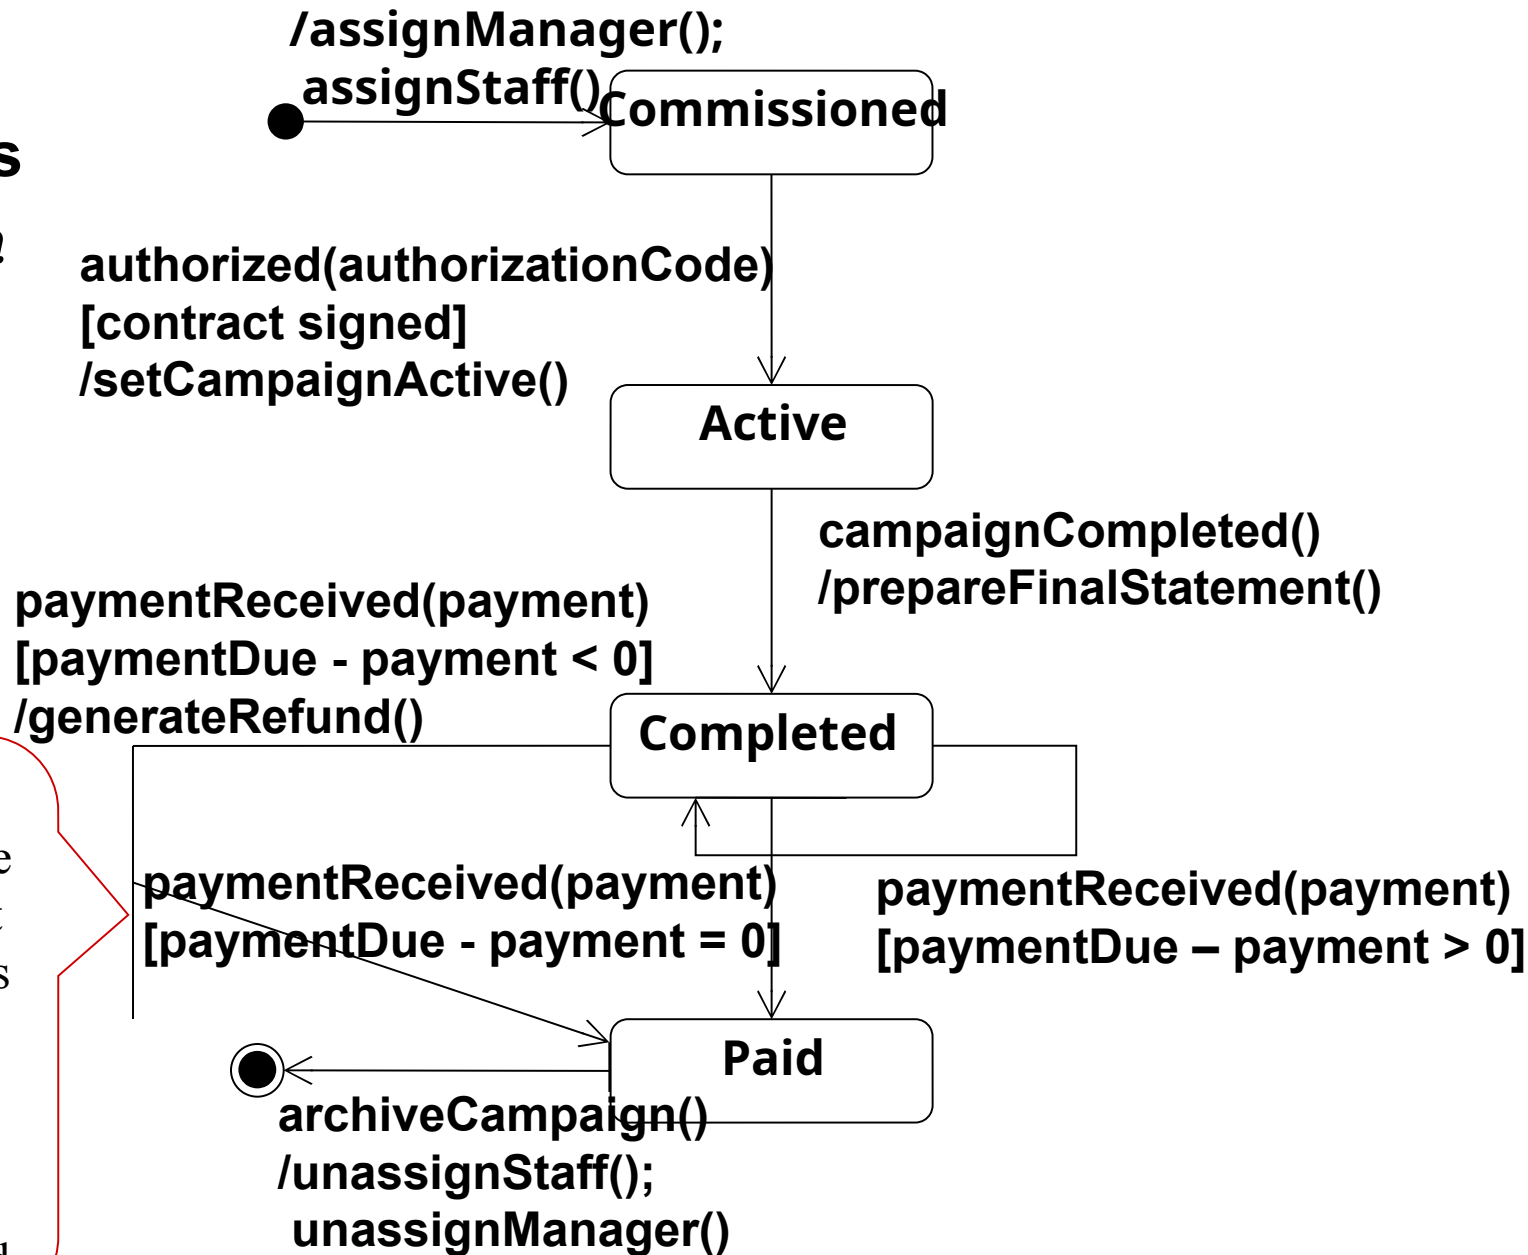 /assignManager();
assignStaff()
Commissioned
s
authorized(authorizationCode)
[contract signed]
/setCampaignActive()
Active
campaignCompleted()
/prepareFinalStatement()
paymentReceived(payment)
[paymentDue - payment < 0]
/generateRefund()
Completed
e
t
s
paymentReceived(payment)
[paymentDue - payment = 0]
paymentReceived(payment)
[paymentDue – payment > 0]
Paid
archiveCampaign()
/unassignStaff();
unassignManager()